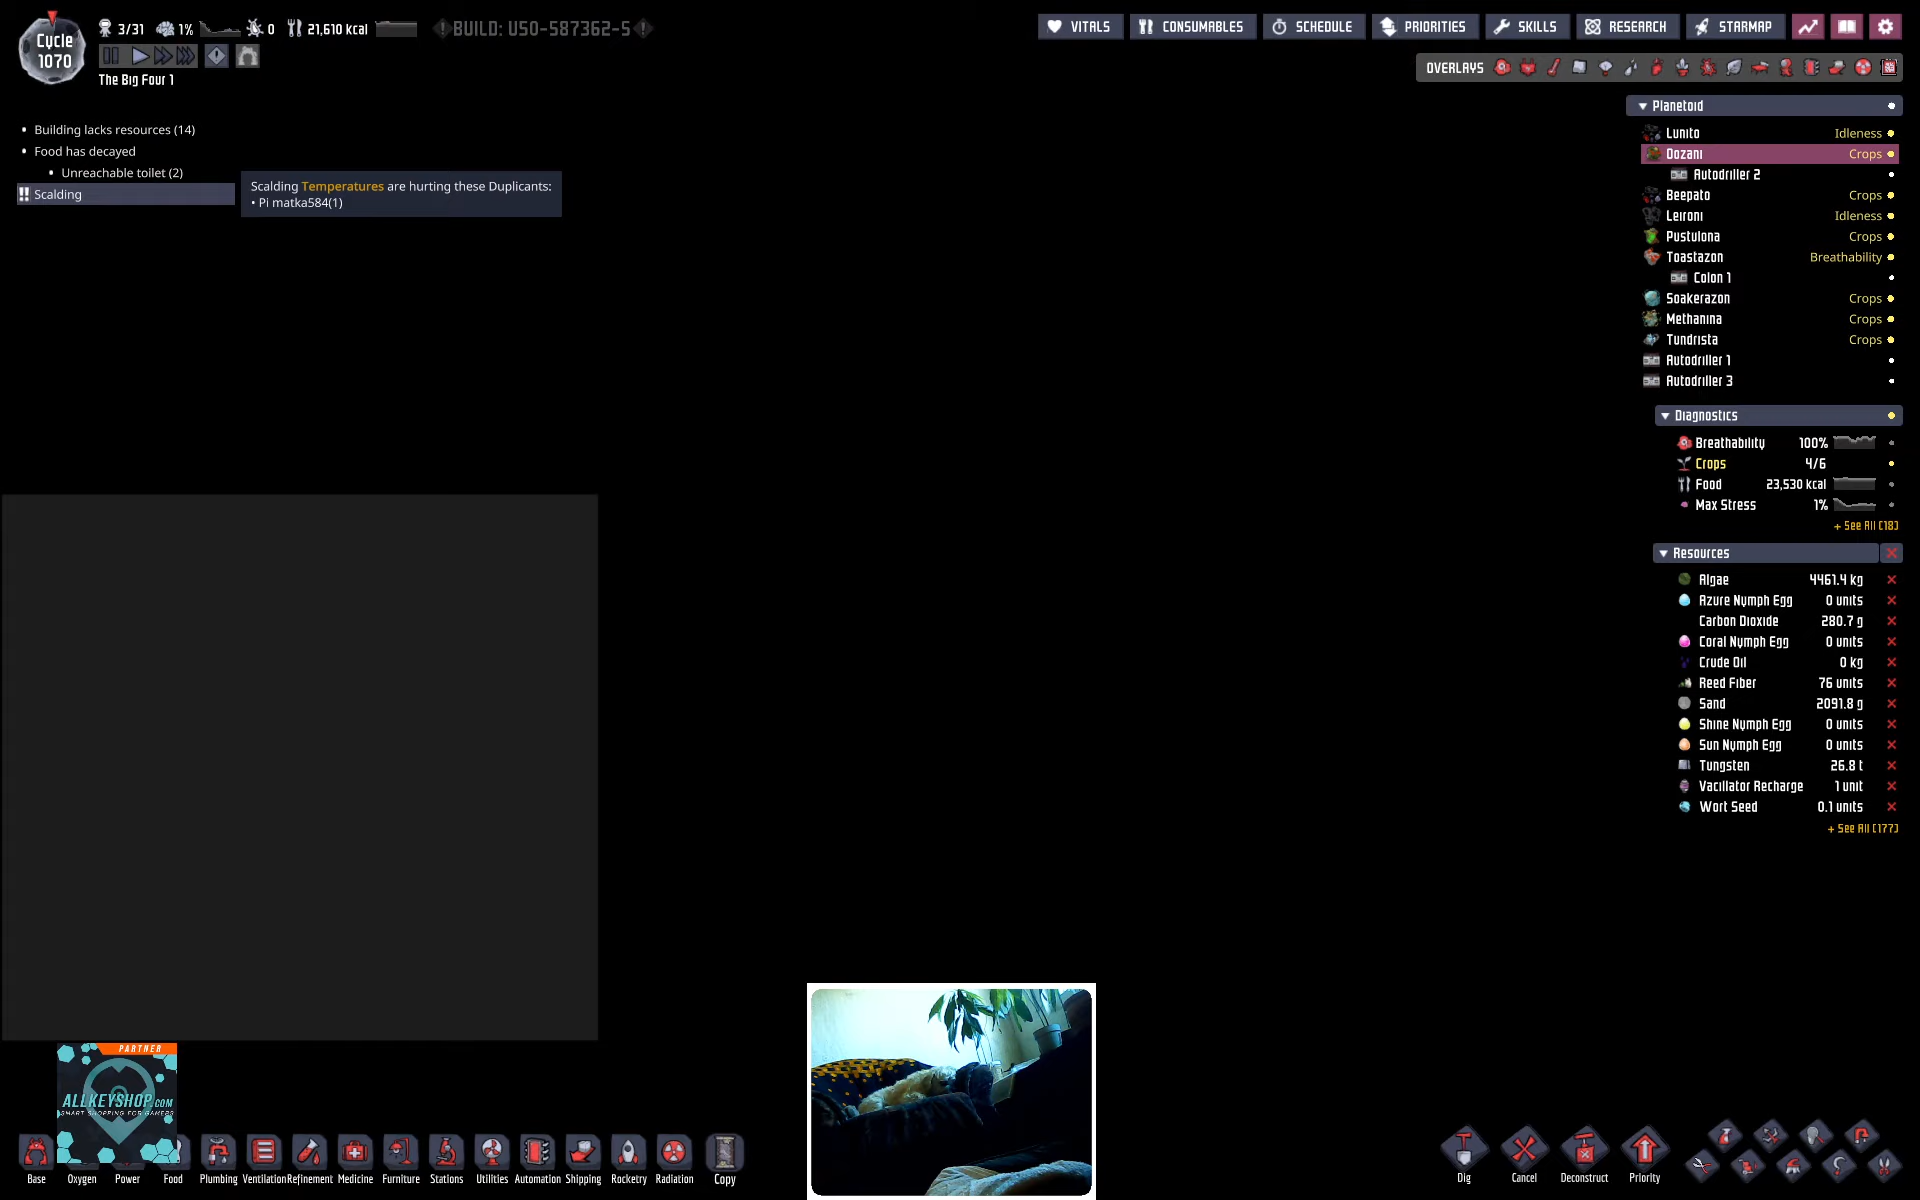 Cycle
1070
3/31
1%
0
21,610 kcal
BUILD: U50-587362-S
The Big Four 1
VITALS
CONSUMABLES
SCHEDULE
PRIORITIES
SKILLS
RESEARCH
STARMAP
OVERLAYS
Building lacks resources (14)
Food has decayed
Unreachable toilet (2)
Scalding
Scalding Temperatures are hurting these Duplicants:
• Pi matka584(1)
Planetoid
Lunito Idleness
Oozani Crops
Autodriller 2
Beepato Crops
Leironi Idleness
Pustulona Crops
Toastazon Breathability
Colon 1
Soakerazon Crops
Methanina Crops
Tundrista Crops
Autodriller 1
Autodriller 3
Diagnostics
Breathability 100%
Crops 4/6
Food 23,530 kcal
Max Stress 1%
+ See All (18)
Resources
Algae 4461.4 kg
Azure Nymph Egg 0 units
Carbon Dioxide 280.7 g
Coral Nymph Egg 0 units
Crude Oil 0 kg
Reed Fiber 76 units
Sand 2091.8 g
Shine Nymph Egg 0 units
Sun Nymph Egg 0 units
Tungsten 26.8 t
Vacillator Recharge 1 unit
Wort Seed 0.1 units
+ See All (177)
PARTNER
ALLKEYSHOP.COM
SMART SHOPPING FOR GAMERS
Base
Oxygen
Power
Food
Plumbing
Ventilation
Refinement
Medicine
Furniture
Stations
Utilities
Automation
Shipping
Rocketry
Radiation
Copy
Dig
Cancel
Deconstruct
Priority